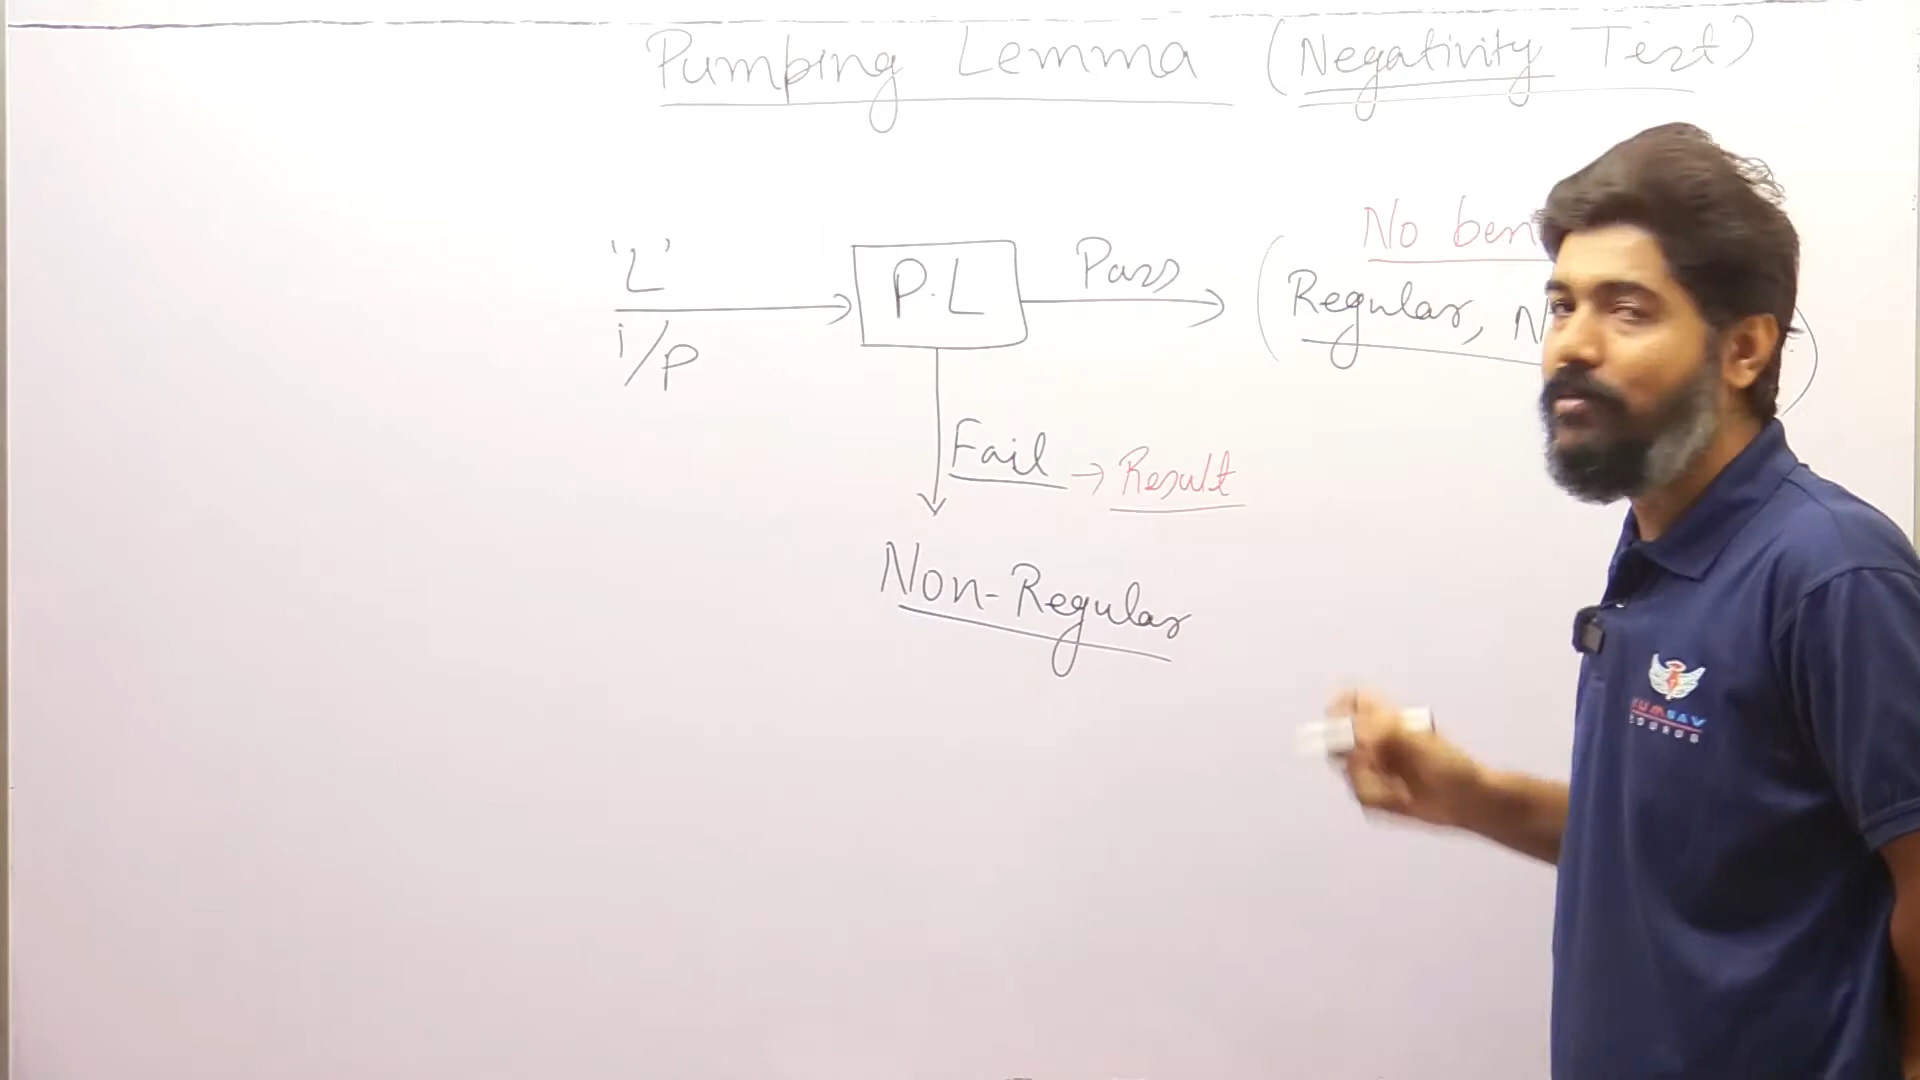 Pumping Lemma (Negativity Test)
'L'
i/p
P.L
Pass
No ben
(Regular, N
Fail → Result
Non-Regular